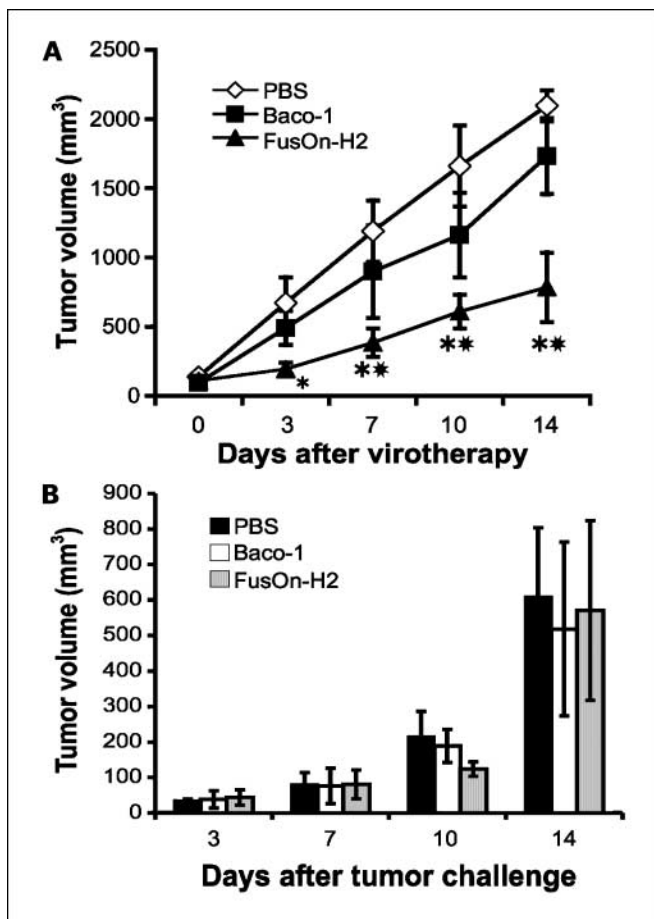 A
Tumor volume (mm³)
2500
2000
1500
1000
500
0
PBS
Baco-1
FusOn-H2
*
**
**
**
0 3 7 10 14
Days after virotherapy
B
Tumor volume (mm³)
900
800
700
600
500
400
300
200
100
0
PBS
Baco-1
FusOn-H2
3 7 10 14
Days after tumor challenge